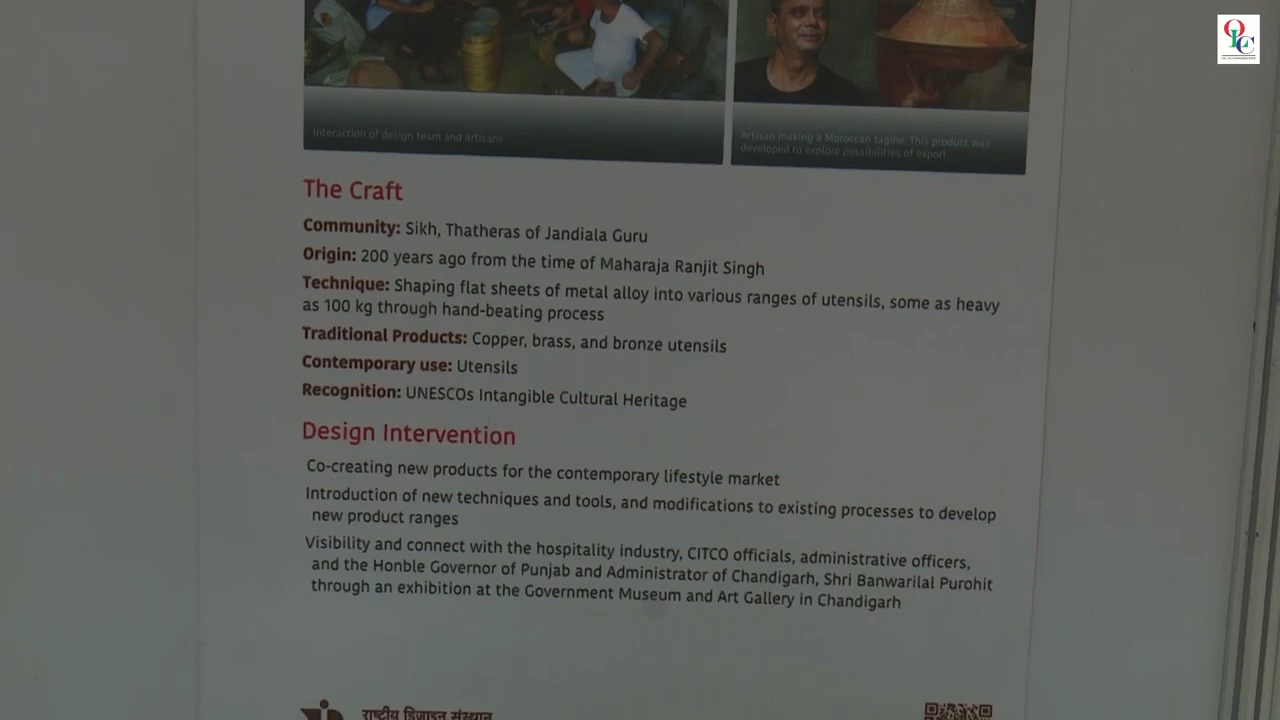 OLC
Interaction of design team and artisans
Artisan making a Moroccan tagine. This product was
developed to explore possibilities of export
The Craft
Community: Sikh, Thatheras of Jandiala Guru
Origin: 200 years ago from the time of Maharaja Ranjit Singh
Technique: Shaping flat sheets of metal alloy into various ranges of utensils, some as heavy
as 100 kg through hand-beating process
Traditional Products: Copper, brass, and bronze utensils
Contemporary use: Utensils
Recognition: UNESCOs Intangible Cultural Heritage
Design Intervention
Co-creating new products for the contemporary lifestyle market
Introduction of new techniques and tools, and modifications to existing processes to develop
new product ranges
Visibility and connect with the hospitality industry, CITCO officials, administrative officers,
and the Honble Governor of Punjab and Administrator of Chandigarh, Shri Banwarilal Purohit
through an exhibition at the Government Museum and Art Gallery in Chandigarh
राष्ट्रीय डिज़ाइन संस्थान